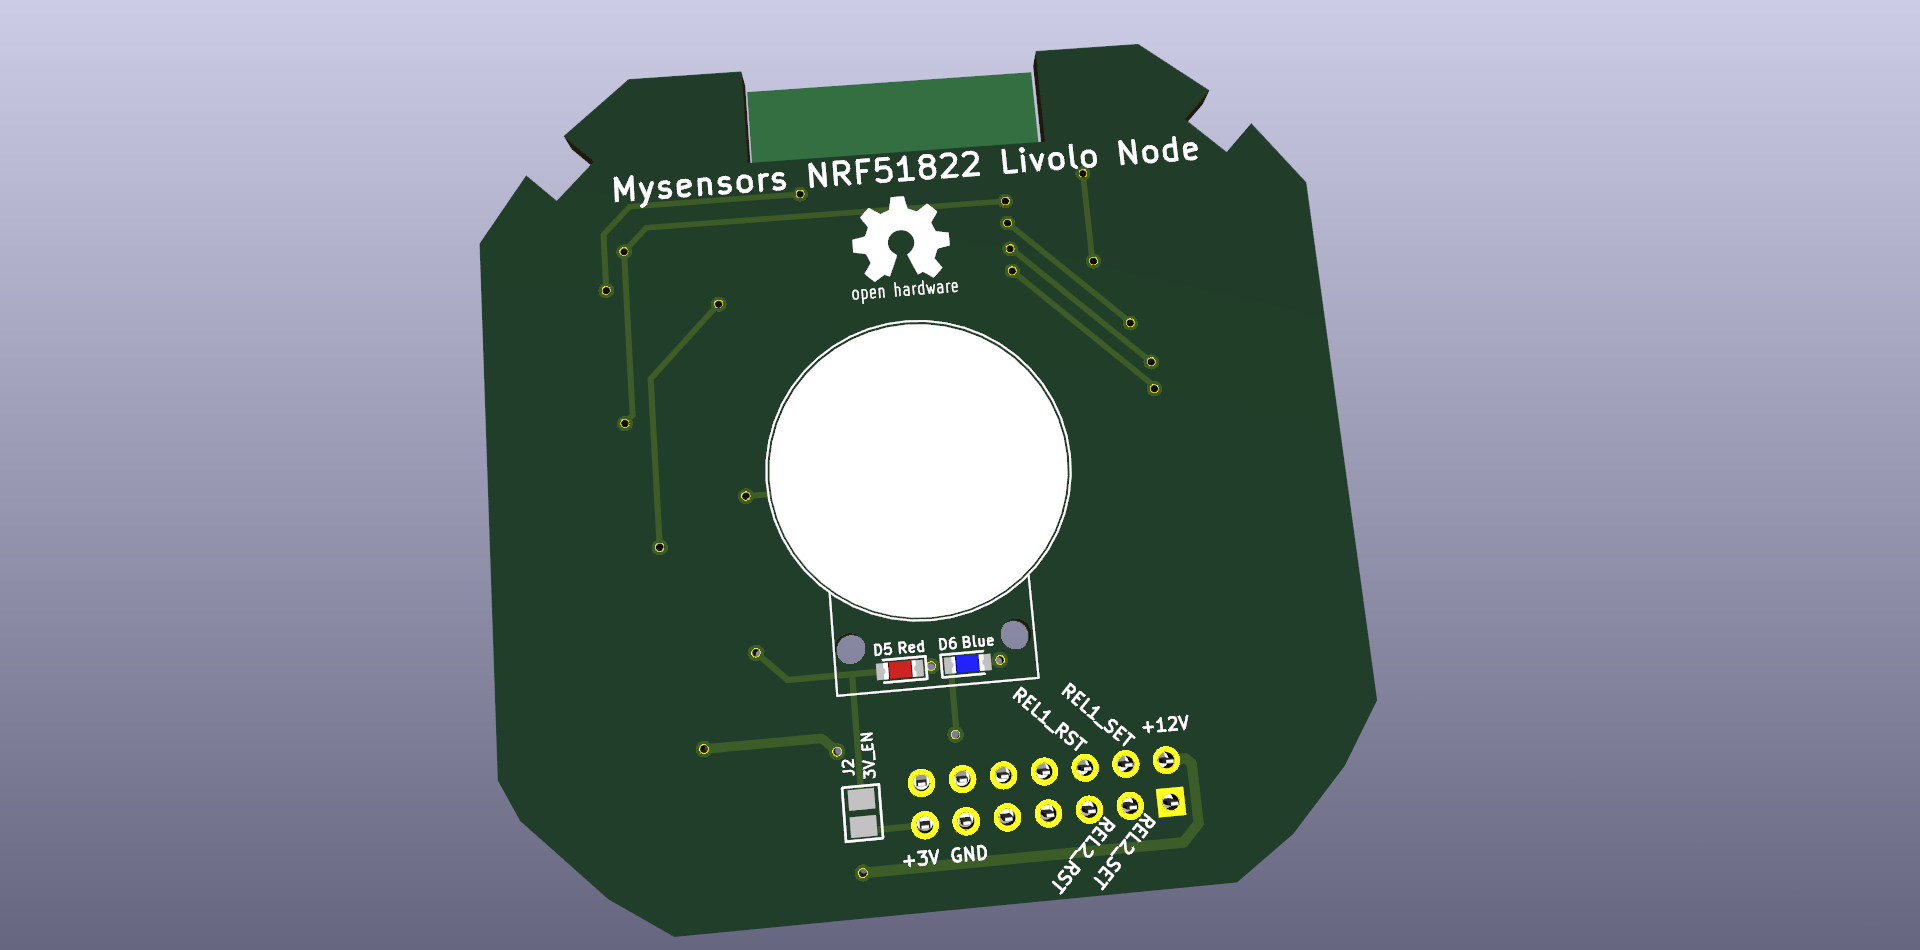 Mysensors NRF51822 Livolo Node
open hardware
D5 Red
D6 Blue
REL1_RST
REL1_SET
+12V
J2
3V_EN
+3V
GND
REL2_RST
REL2_SET